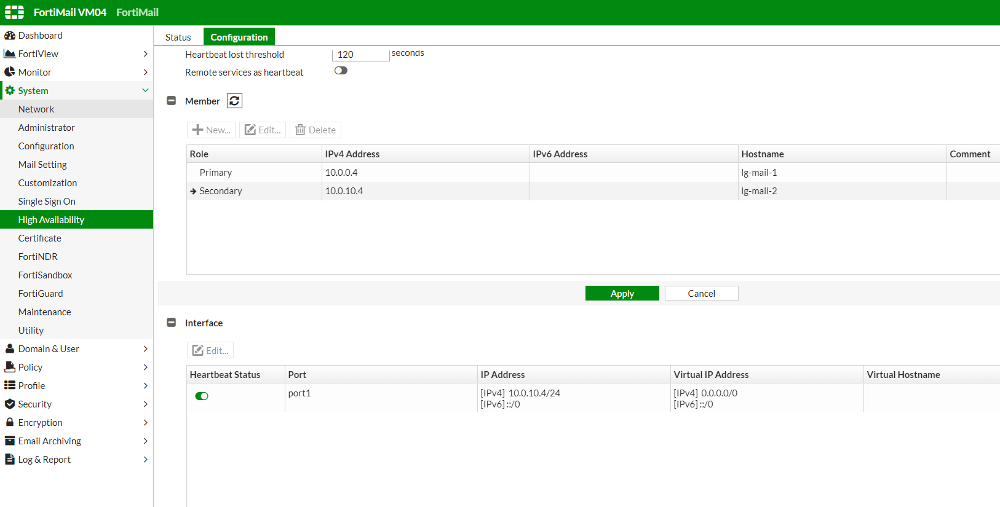 FortiMail VM04 FortiMail
Dashboard
FortiView
Monitor
System
Network
Administrator
Configuration
Mail Setting
Customization
Single Sign On
High Availability
Certificate
FortiNDR
FortiSandbox
FortiGuard
Maintenance
Utility
Domain & User
Policy
Profile
Security
Encryption
Email Archiving
Log & Report
Status Configuration
Heartbeat lost threshold 120 seconds
Remote services as heartbeat
Member
New... Edit... Delete
Role IPv4 Address IPv6 Address Hostname Comment
Primary 10.0.0.4 lg-mail-1
Secondary 10.0.10.4 lg-mail-2
Apply Cancel
Interface
Edit...
Heartbeat Status Port IP Address Virtual IP Address Virtual Hostname
port1 [IPv4] 10.0.10.4/24 [IPv4] 0.0.0.0/0
[IPv6] ::/0 [IPv6] ::/0